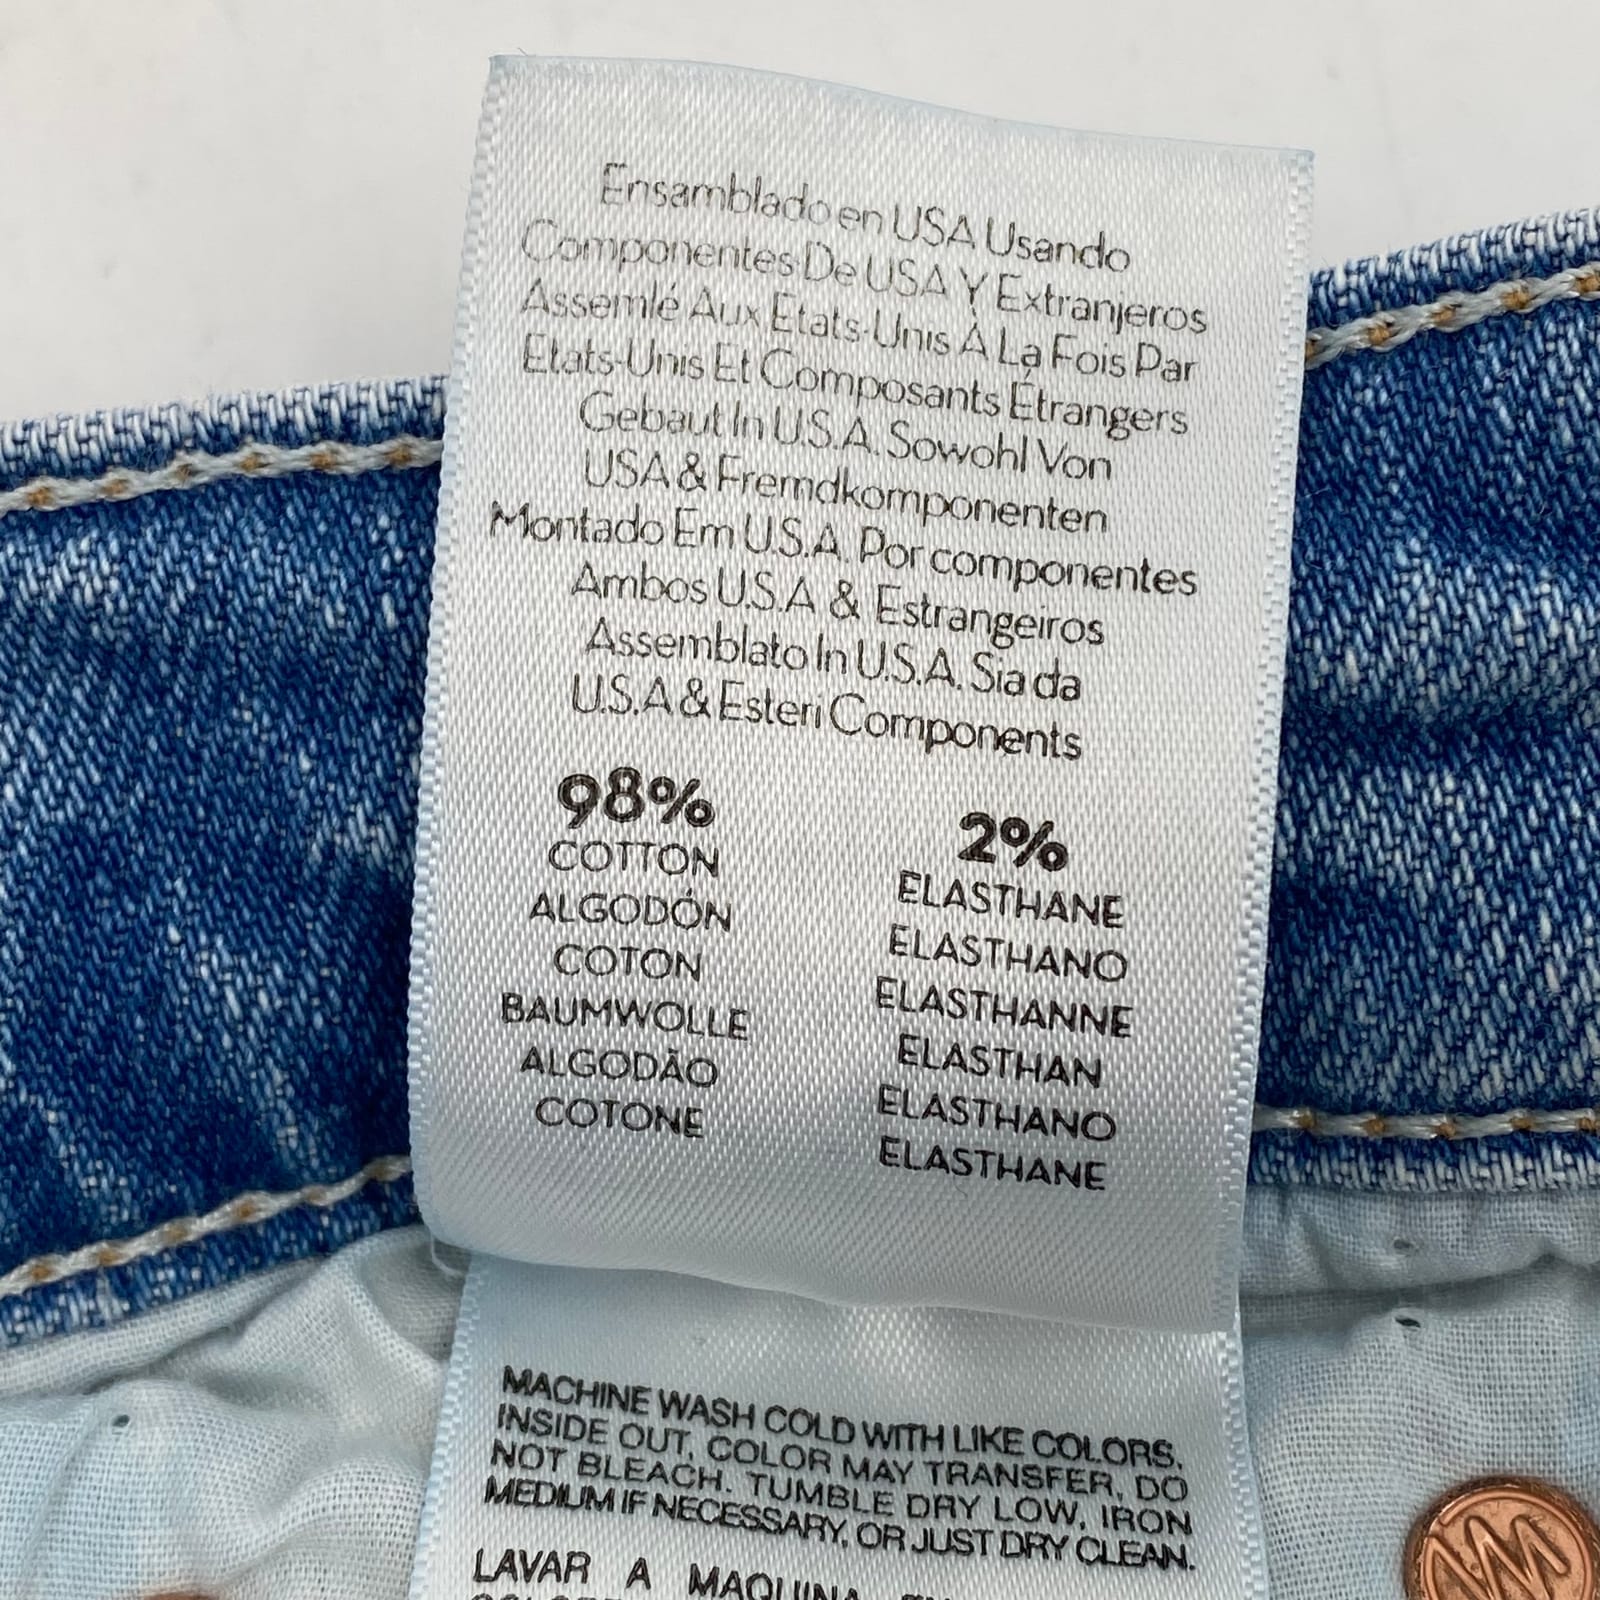 Ensamblado en USA Usando
Componentes De USA Y Extranjeros
Assemlé Aux Etats-Unis À La Fois Par
Etats-Unis Et Composants Étrangers
Gebaut In U.S.A. Sowohl Von
USA & Fremdkomponenten
Montado Em U.S.A. Por componentes
Ambos U.S.A & Estrangeiros
Assemblato In U.S.A. Sia da
U.S.A & Esteri Components
98%
COTTON
ALGODÓN
COTON
BAUMWOLLE
ALGODÃO
COTONE
2%
ELASTHANE
ELASTHANO
ELASTHANNE
ELASTHAN
ELASTHANO
ELASTHANE
MACHINE WASH COLD WITH LIKE COLORS,
INSIDE OUT, COLOR MAY TRANSFER, DO
NOT BLEACH. TUMBLE DRY LOW, IRON
MEDIUM IF NECESSARY, OR JUST DRY CLEAN.
LAVAR A MAQUINA